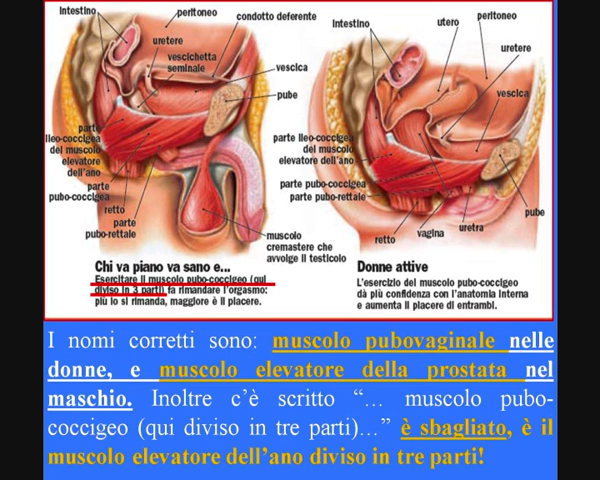 Intestino
peritoneo
condotto deferente
uretere
vescichetta
seminale
vescica
pube
parte
ileo-coccigea
del muscolo
elevatore
dell'ano
parte
pubo-coccigea
retto
parte
pubo-rettale
muscolo
cremastere che
avvolge il testicolo
Chi va piano va sano e...
Esercitare il muscolo pubo-coccigeo (qui
diviso in 3 parti) fa rimandare l'orgasmo:
più lo si rimanda, maggiore è il piacere.
Intestino
utero
peritoneo
uretere
vescica
parte ileo-coccigea
del muscolo
elevatore dell'ano
parte pubo-coccigea
parte pubo-rettale
retto
vagina
uretra
pube
Donne attive
L'esercizio del muscolo pubo-coccigeo
dà più confidenza con l'anatomia interna
e aumenta il piacere di entrambi.
I nomi corretti sono: muscolo pubovaginale nelle
donne, e muscolo elevatore della prostata nel
maschio. Inoltre c'è scritto “… muscolo pubo-
coccigeo (qui diviso in tre parti)…” è sbagliato, è il
muscolo elevatore dell'ano diviso in tre parti!